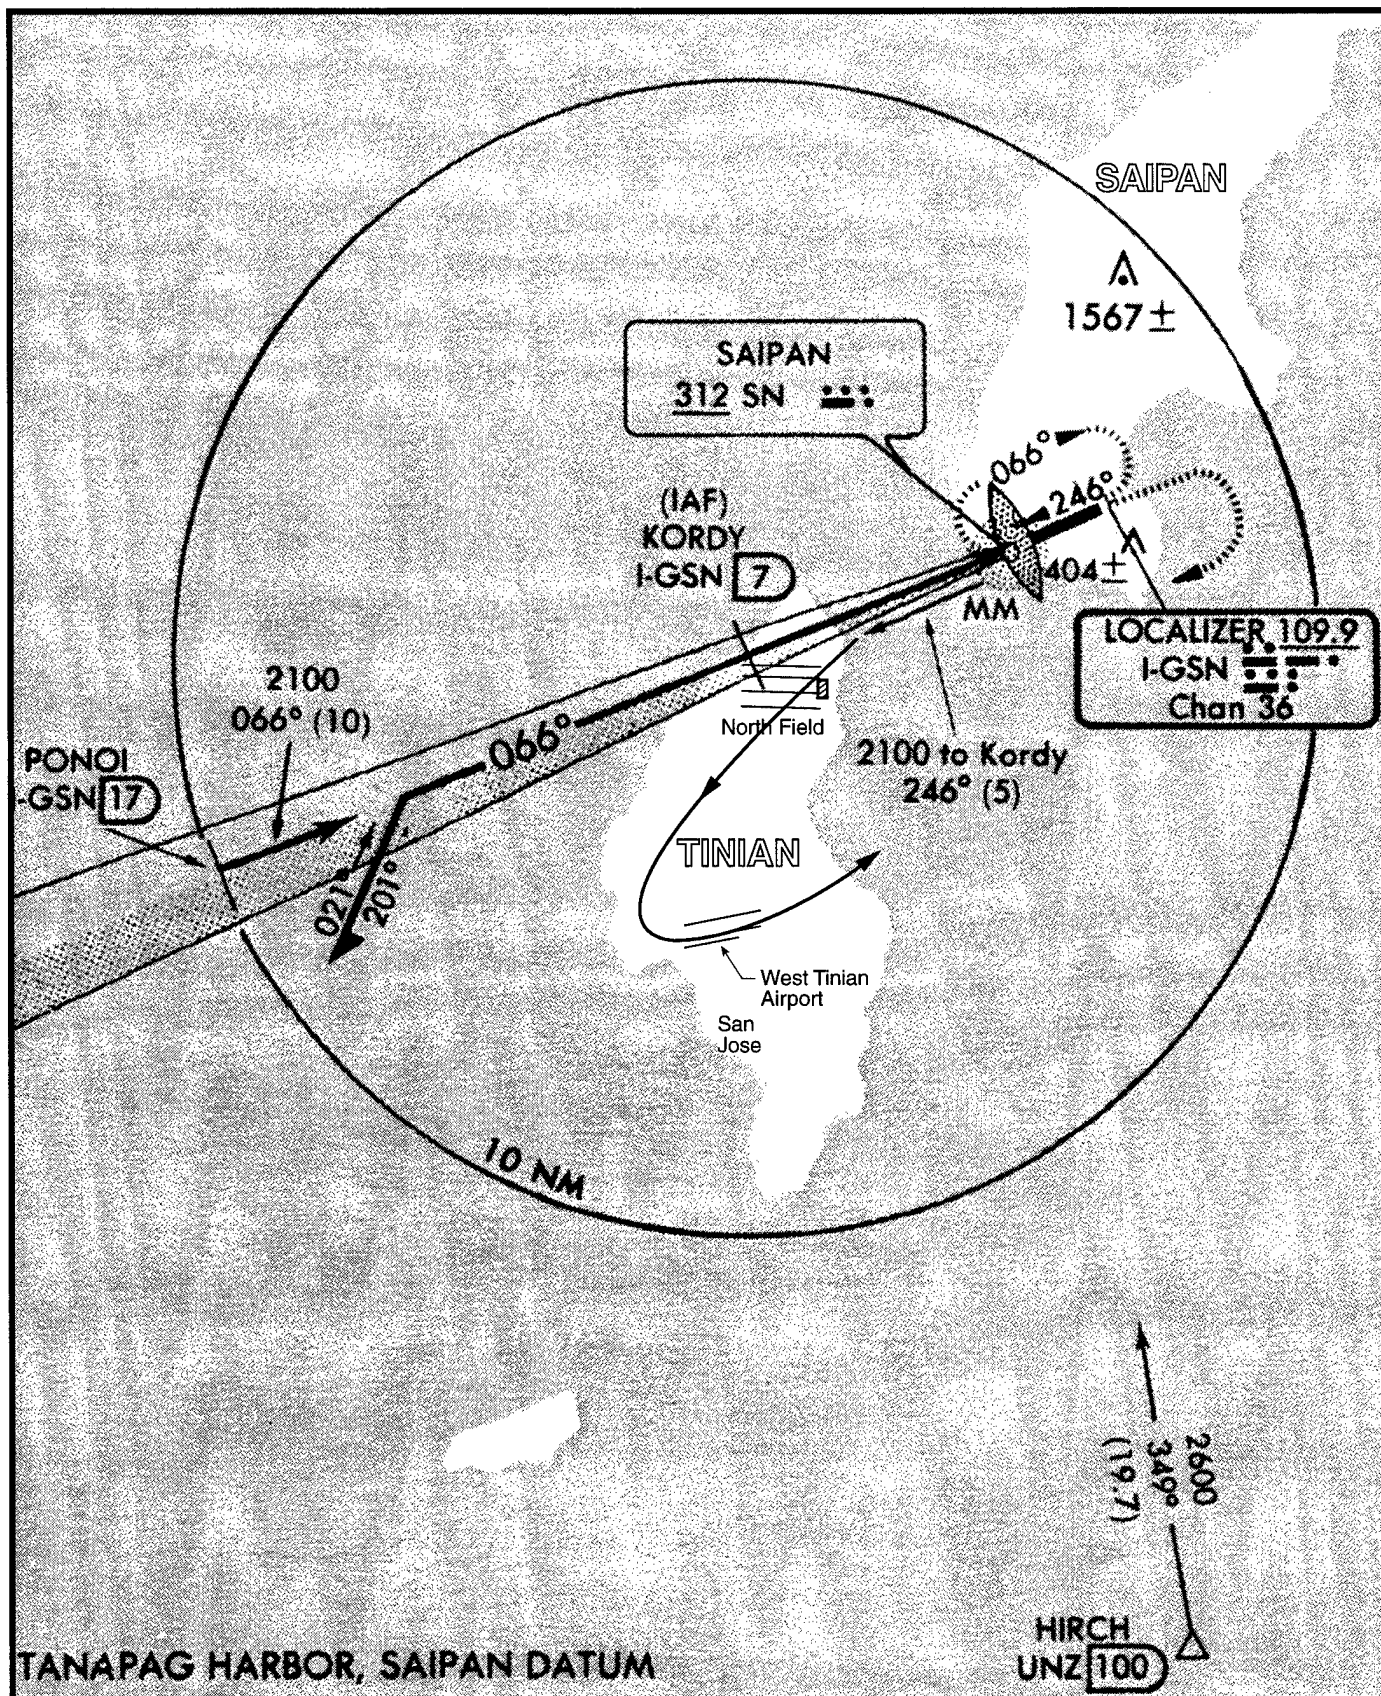 SAIPAN
1567±
SAIPAN
312 SN
066°
246°
(IAF)
KORDY
I-GSN 7
404±
MM
LOCALIZER 109.9
I-GSN
Chan 36
2100
066° (10)
066°
North Field
2100 to Kordy
246° (5)
PONOI
-GSN 17
TINIAN
021°
201°
West Tinian
Airport
San
Jose
10 NM
2600
349°
(19.7)
HIRCH
UNZ 100
TANAPAG HARBOR, SAIPAN DATUM